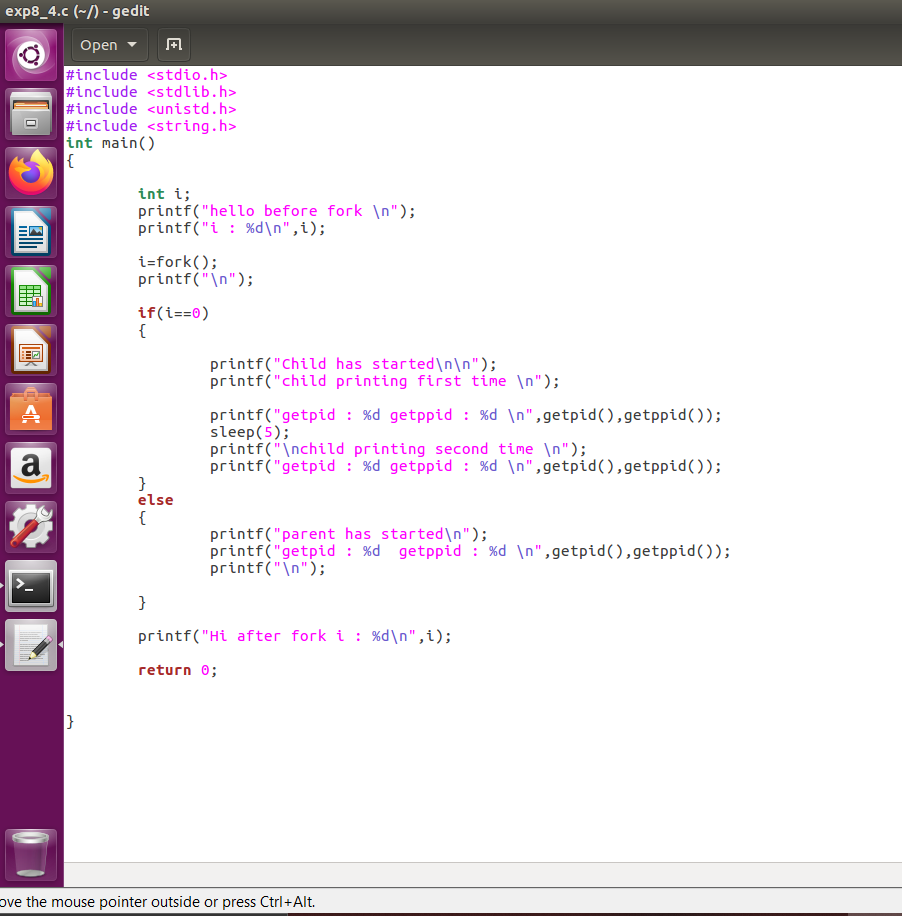 exp8_4.c (~/) - gedit
Open
#include <stdio.h>
#include <stdlib.h>
#include <unistd.h>
#include <string.h>
int main()
{
int i;
printf("hello before fork \n");
printf("i : %d\n",i);
i=fork();
printf("\n");
if(i==0)
{
printf("Child has started\n\n");
printf("child printing first time \n");
printf("getpid : %d getppid : %d \n",getpid(),getppid());
sleep(5);
printf("\nchild printing second time \n");
printf("getpid : %d getppid : %d \n",getpid(),getppid());
}
else
{
printf("parent has started\n");
printf("getpid : %d  getppid : %d \n",getpid(),getppid());
printf("\n");
}
printf("Hi after fork i : %d\n",i);
return 0;
}
ove the mouse pointer outside or press Ctrl+Alt.